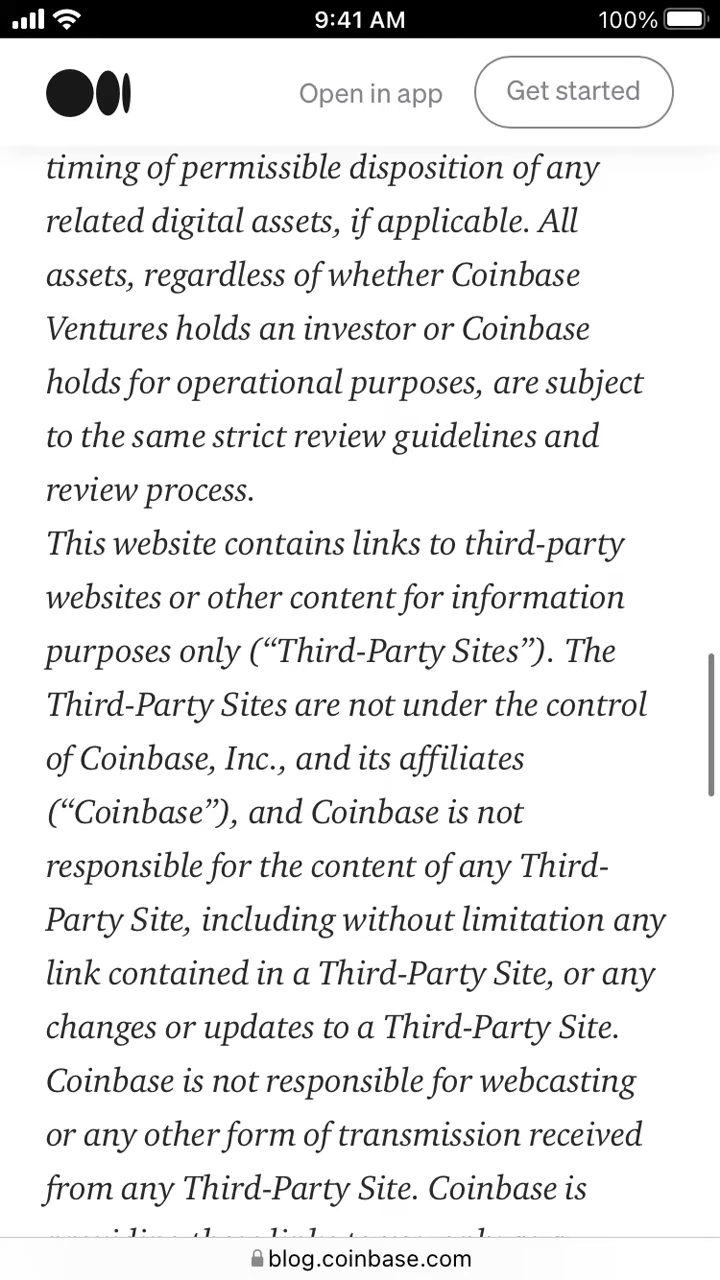 9:41 AM
100%
Open in app
Get started
timing of permissible disposition of any
related digital assets, if applicable. All
assets, regardless of whether Coinbase
Ventures holds an investor or Coinbase
holds for operational purposes, are subject
to the same strict review guidelines and
review process.
This website contains links to third-party
websites or other content for information
purposes only (“Third-Party Sites”). The
Third-Party Sites are not under the control
of Coinbase, Inc., and its affiliates
(“Coinbase”), and Coinbase is not
responsible for the content of any Third-
Party Site, including without limitation any
link contained in a Third-Party Site, or any
changes or updates to a Third-Party Site.
Coinbase is not responsible for webcasting
or any other form of transmission received
from any Third-Party Site. Coinbase is
blog.coinbase.com